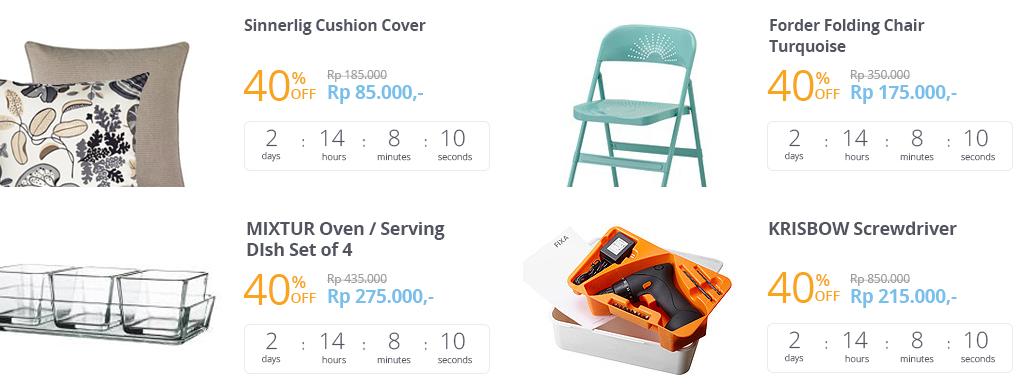 Sinnerlig Cushion Cover
40% OFF
Rp 185.000
Rp 85.000,-
2 : 14 : 8 : 10
days hours minutes seconds
Forder Folding Chair
Turquoise
40% OFF
Rp 350.000
Rp 175.000,-
2 : 14 : 8 : 10
days hours minutes seconds
MIXTUR Oven / Serving
DIsh Set of 4
40% OFF
Rp 435.000
Rp 275.000,-
2 : 14 : 8 : 10
days hours minutes seconds
FIXA
KRISBOW Screwdriver
40% OFF
Rp 850.000
Rp 215.000,-
2 : 14 : 8 : 10
days hours minutes seconds